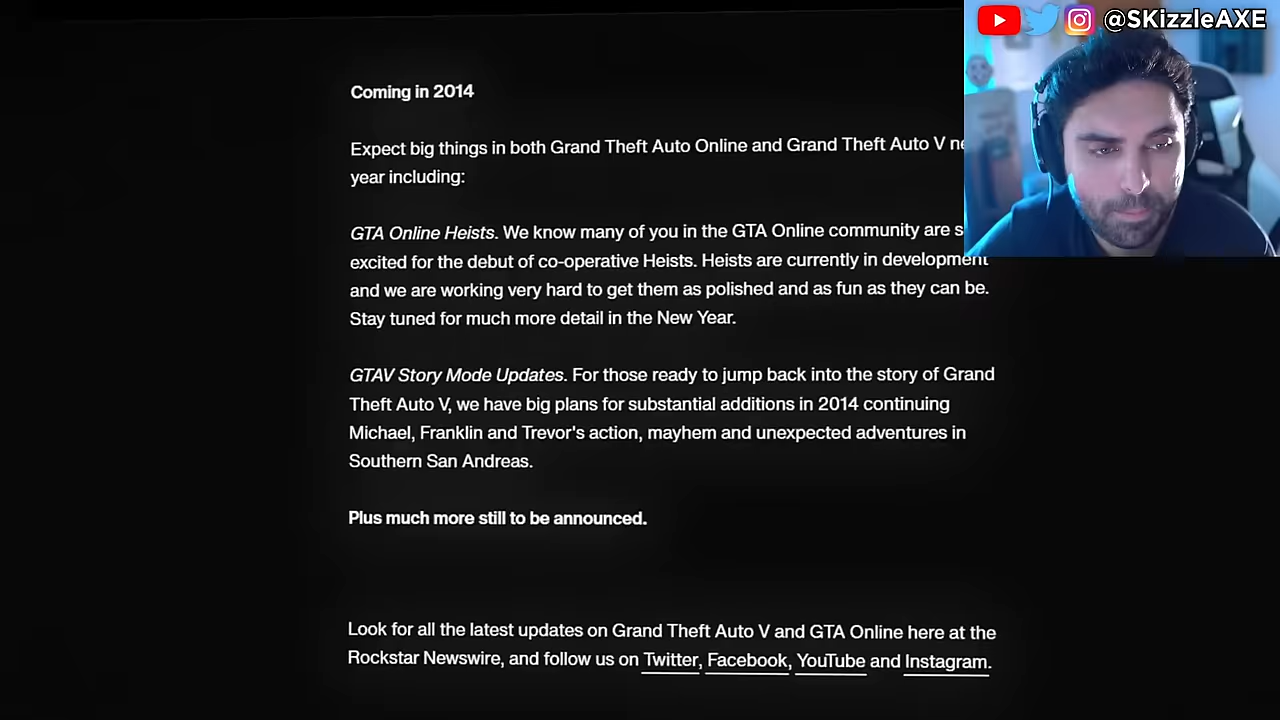 @SKizzleAXE
Coming in 2014
Expect big things in both Grand Theft Auto Online and Grand Theft Auto V
year including:
GTA Online Heists. We know many of you in the GTA Online community are
excited for the debut of co-operative Heists. Heists are currently in development
and we are working very hard to get them as polished and as fun as they can be.
Stay tuned for much more detail in the New Year.
GTAV Story Mode Updates. For those ready to jump back into the story of Grand
Theft Auto V, we have big plans for substantial additions in 2014 continuing
Michael, Franklin and Trevor's action, mayhem and unexpected adventures in
Southern San Andreas.
Plus much more still to be announced.
Look for all the latest updates on Grand Theft Auto V and GTA Online here at the
Rockstar Newswire, and follow us on Twitter, Facebook, YouTube and Instagram.